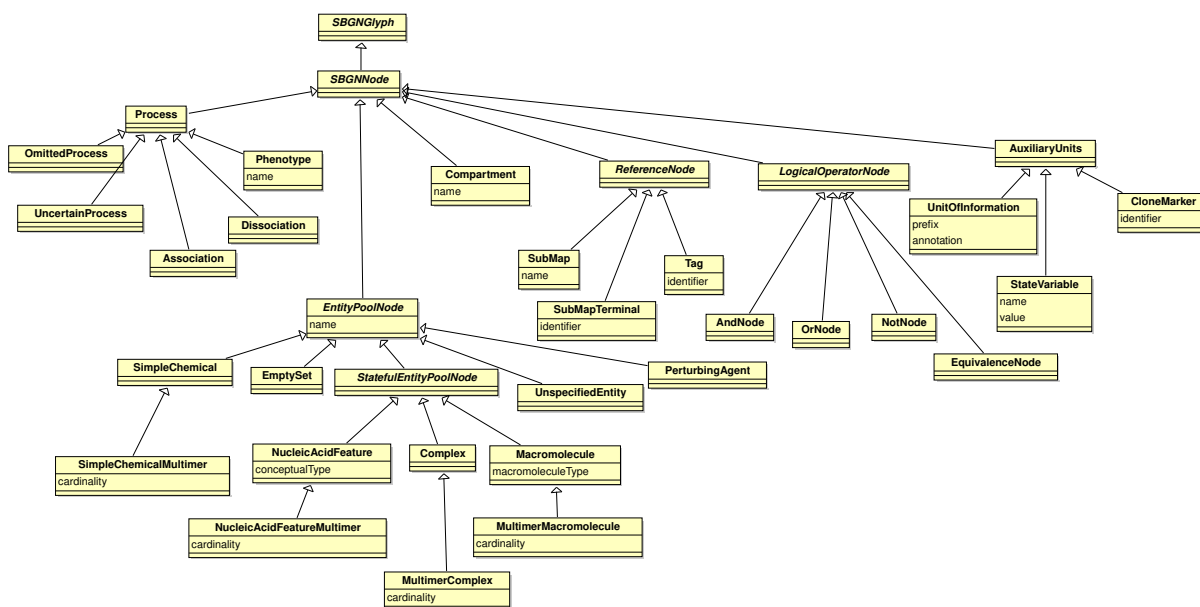 SBGNGlyph
SBGNNode
Process
OmittedProcess
Phenotype
name
UncertainProcess
Dissociation
Association
Compartment
name
ReferenceNode
LogicalOperatorNode
AuxiliaryUnits
UnitOfInformation
prefix
annotation
CloneMarker
identifier
StateVariable
name
value
SubMap
name
Tag
identifier
SubMapTerminal
identifier
AndNode
OrNode
NotNode
EquivalenceNode
EntityPoolNode
name
SimpleChemical
EmptySet
StatefulEntityPoolNode
UnspecifiedEntity
PerturbingAgent
SimpleChemicalMultimer
cardinality
NucleicAcidFeature
conceptualType
Complex
Macromolecule
macromoleculeType
NucleicAcidFeatureMultimer
cardinality
MultimerMacromolecule
cardinality
MultimerComplex
cardinality